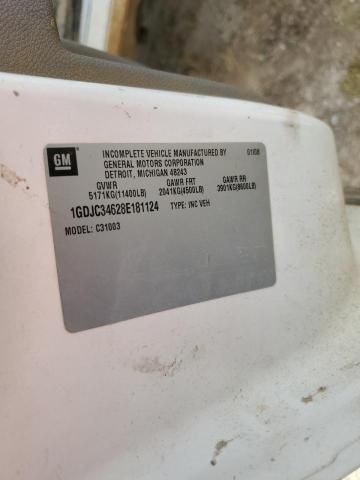 GM
INCOMPLETE VEHICLE MANUFACTURED BY 01/08
GENERAL MOTORS CORPORATION
DETROIT, MICHIGAN 48243
GVWR GAWR FRT GAWR RR
5171KG(11400LB) 2041KG(4500LB) 3901KG(8600LB)
1GDJC34628E181124 TYPE: INC VEH
MODEL: C31003